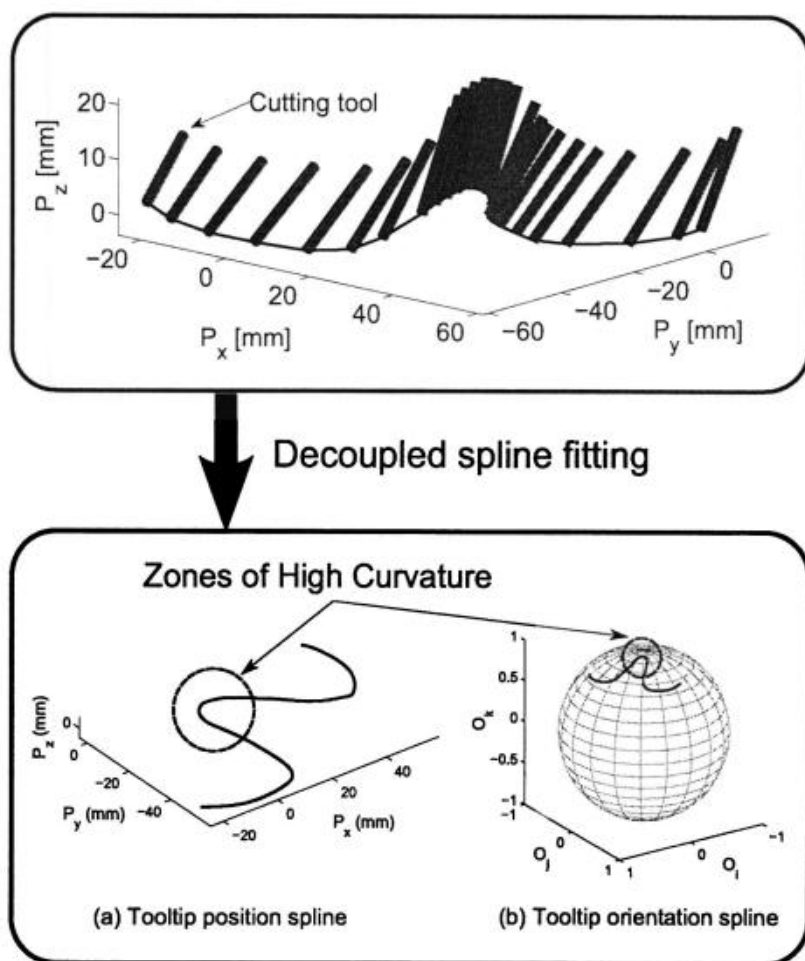 Cutting tool
20
10
0
P_z [mm]
−20
0
20
40
60
P_x [mm]
−60
−40
−20
0
P_y [mm]
Decoupled spline fitting
Zones of High Curvature
P_z (mm)
0
0
−20
−40
P_y (mm)
−20
0
20
40
P_x (mm)
1
0.5
0
−0.5
−1
O_k
−1
0
1
O_j
1
0
−1
O_i
(a) Tooltip position spline
(b) Tooltip orientation spline